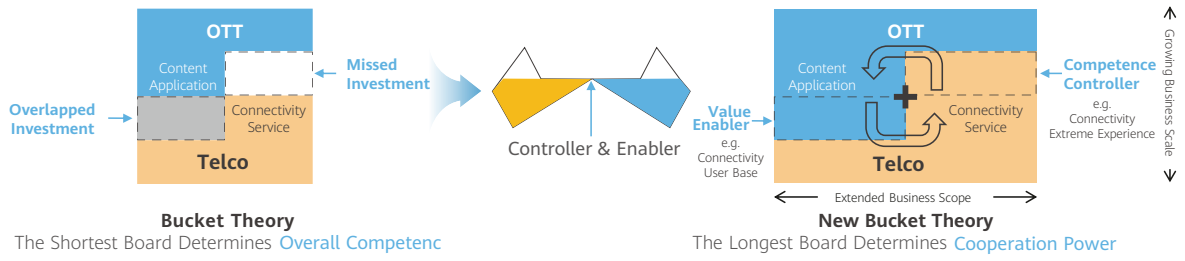 OTT
Content
Application
Missed
Investment
Overlapped
Investment
Connectivity
Service
Telco
Bucket Theory
The Shortest Board Determines Overall Competenc
Controller & Enabler
OTT
Content
Application
Competence
Controller
e.g.
Connectivity
Extreme Experience
Value
Enabler
e.g.
Connectivity
User Base
Connectivity
Service
Telco
Growing Business Scale
Extended Business Scope
New Bucket Theory
The Longest Board Determines Cooperation Power